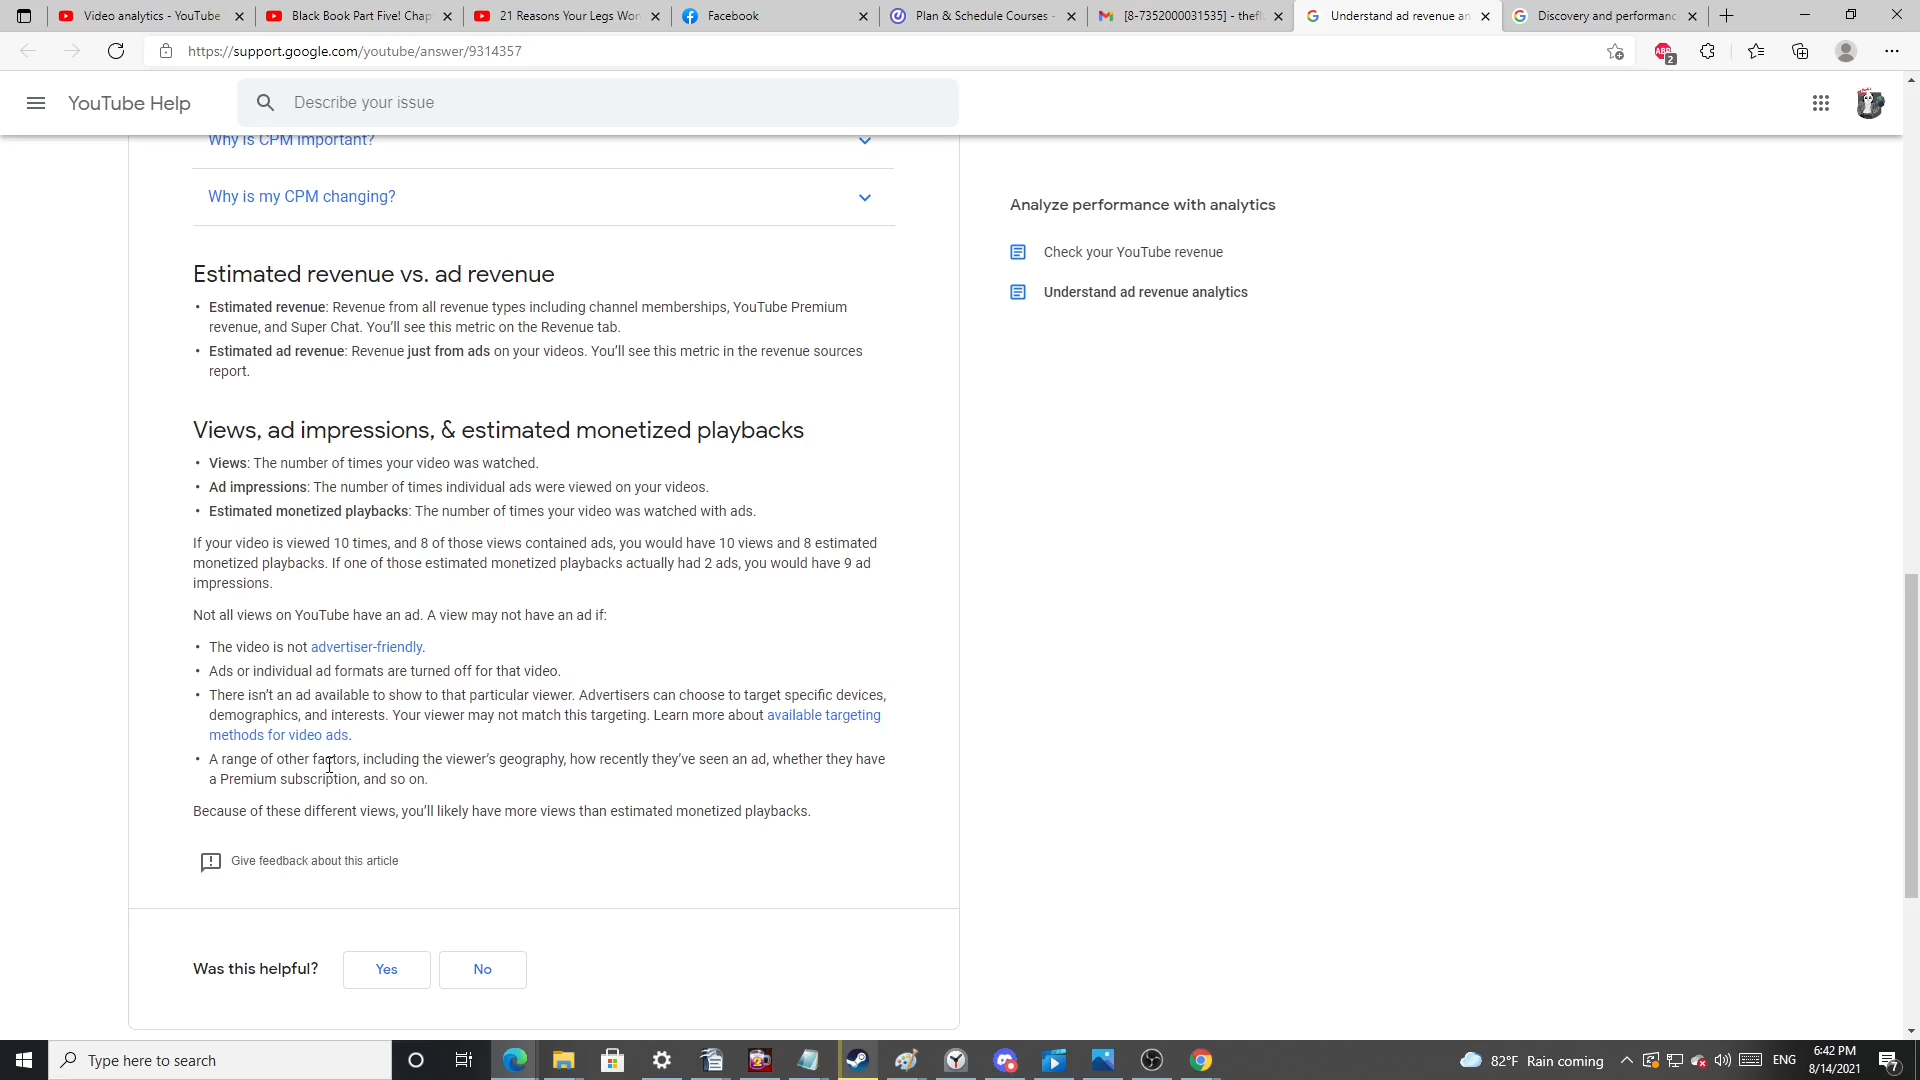 Video analytics - YouTube
Black Book Part Five! Chap
21 Reasons Your Legs Won
Facebook
Plan & Schedule Courses -
[8-7352000031535] - thefl
Understand ad revenue an
Discovery and performanc
https://support.google.com/youtube/answer/9314357
ABP
2
YouTube Help
Describe your issue
Why is CPM important?
Why is my CPM changing?
Estimated revenue vs. ad revenue
• Estimated revenue: Revenue from all revenue types including channel memberships, YouTube Premium
revenue, and Super Chat. You’ll see this metric on the Revenue tab.
• Estimated ad revenue: Revenue just from ads on your videos. You’ll see this metric in the revenue sources
report.
Views, ad impressions, & estimated monetized playbacks
• Views: The number of times your video was watched.
• Ad impressions: The number of times individual ads were viewed on your videos.
• Estimated monetized playbacks: The number of times your video was watched with ads.
If your video is viewed 10 times, and 8 of those views contained ads, you would have 10 views and 8 estimated
monetized playbacks. If one of those estimated monetized playbacks actually had 2 ads, you would have 9 ad
impressions.
Not all views on YouTube have an ad. A view may not have an ad if:
• The video is not advertiser-friendly.
• Ads or individual ad formats are turned off for that video.
• There isn’t an ad available to show to that particular viewer. Advertisers can choose to target specific devices,
demographics, and interests. Your viewer may not match this targeting. Learn more about available targeting
methods for video ads.
• A range of other factors, including the viewer’s geography, how recently they’ve seen an ad, whether they have
a Premium subscription, and so on.
Because of these different views, you’ll likely have more views than estimated monetized playbacks.
Give feedback about this article
Was this helpful?
Yes
No
Analyze performance with analytics
Check your YouTube revenue
Understand ad revenue analytics
Type here to search
82°F Rain coming
ENG
6:42 PM
8/14/2021
7